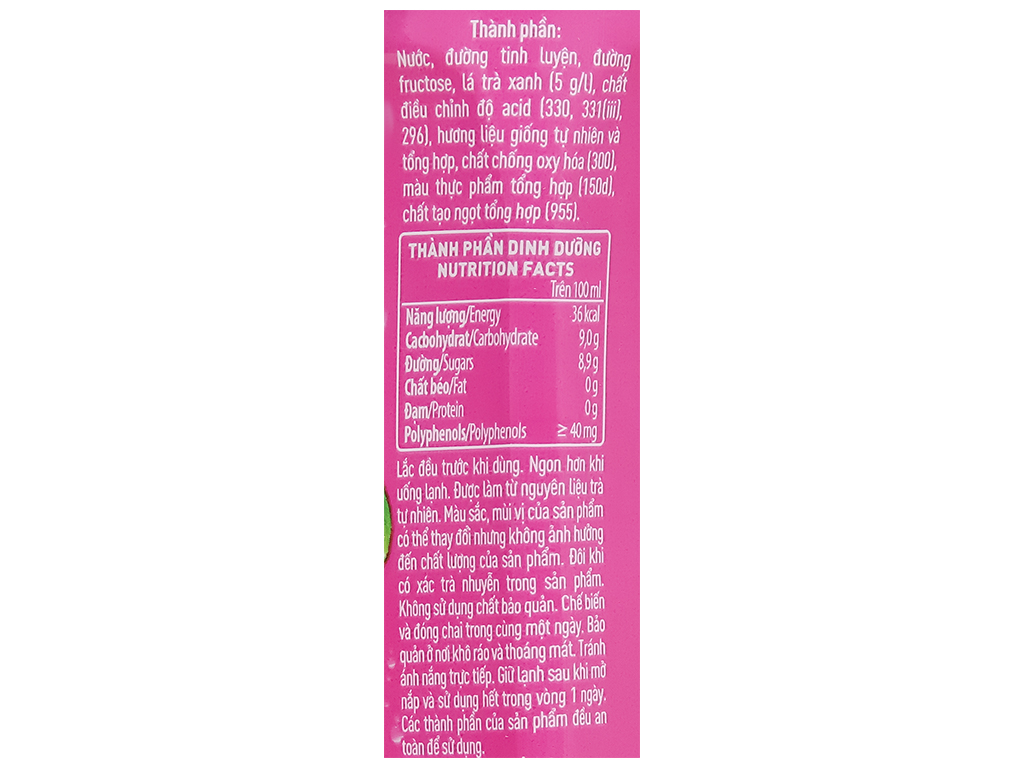 Thành phần:
Nước, đường tinh luyện, đường
fructose, lá trà xanh (5 g/l), chất
điều chỉnh độ acid (330, 331(iii),
296), hương liệu giống tự nhiên và
tổng hợp, chất chống oxy hóa (300),
màu thực phẩm tổng hợp (150d),
chất tạo ngọt tổng hợp (955).
THÀNH PHẦN DINH DƯỠNG
NUTRITION FACTS
Trên 100 ml
Năng lượng/Energy 36 kcal
Cacbohydrat/Carbohydrate 9,0 g
Đường/Sugars 8,9 g
Chất béo/Fat 0 g
Đạm/Protein 0 g
Polyphenols/Polyphenols ≥ 40 mg
Lắc đều trước khi dùng. Ngon hơn khi
uống lạnh. Được làm từ nguyên liệu trà
tự nhiên. Màu sắc, mùi vị của sản phẩm
có thể thay đổi nhưng không ảnh hưởng
đến chất lượng của sản phẩm. Đôi khi
có xác trà nhuyễn trong sản phẩm.
Không sử dụng chất bảo quản. Chế biến
và đóng chai trong cùng một ngày. Bảo
quản ở nơi khô ráo và thoáng mát. Tránh
ánh nắng trực tiếp. Giữ lạnh sau khi mở
nắp và sử dụng hết trong vòng 1 ngày.
Các thành phần của sản phẩm đều an
toàn để sử dụng.